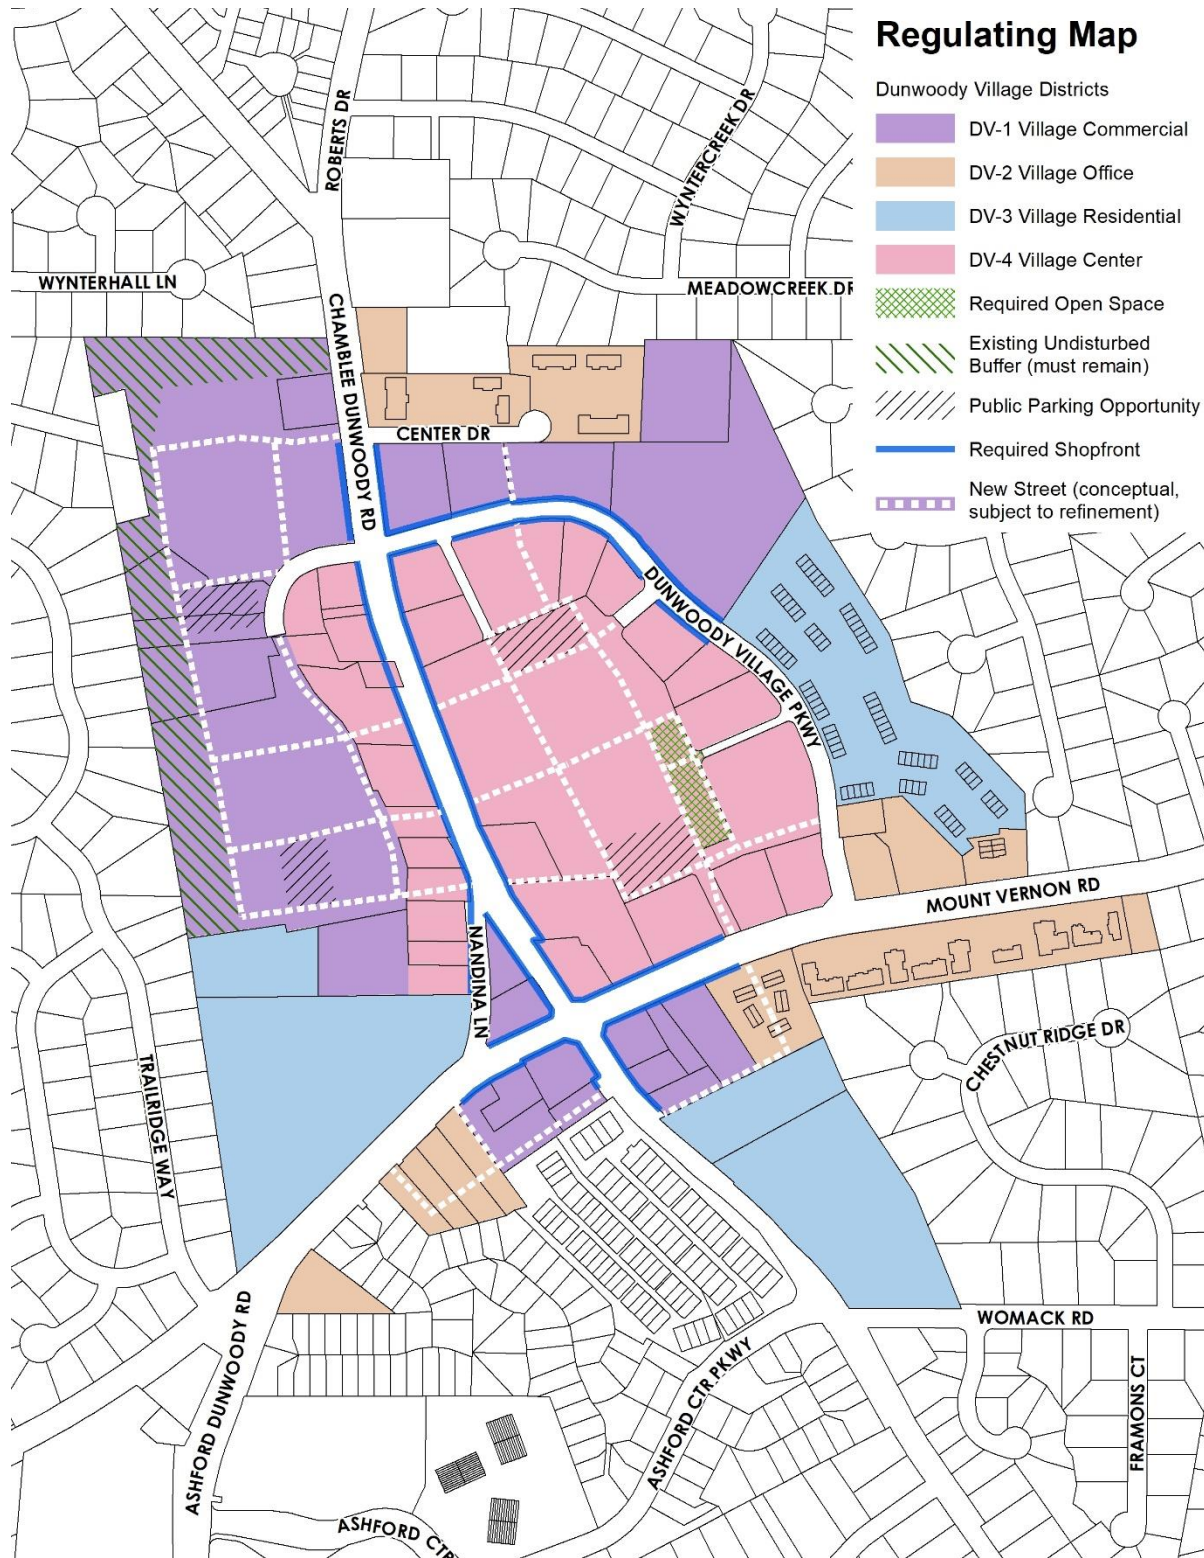 Regulating Map
Dunwoody Village Districts
DV-1 Village Commercial
DV-2 Village Office
DV-3 Village Residential
DV-4 Village Center
Required Open Space
Existing Undisturbed
Buffer (must remain)
Public Parking Opportunity
Required Shopfront
New Street (conceptual,
subject to refinement)
ROBERTS DR
WYNTERCREEK DR
WYNTERHALL LN
MEADOWCREEK DR
CHAMBLEE DUNWOODY RD
CENTER DR
DUNWOODY VILLAGE PKWY
MOUNT VERNON RD
NANDINA LN
CHESTNUT RIDGE DR
TRAILRIDGE WAY
WOMACK RD
ASHFORD DUNWOODY RD
ASHFORD CTR PKWY
FRAMONS CT
ASHFORD CTR